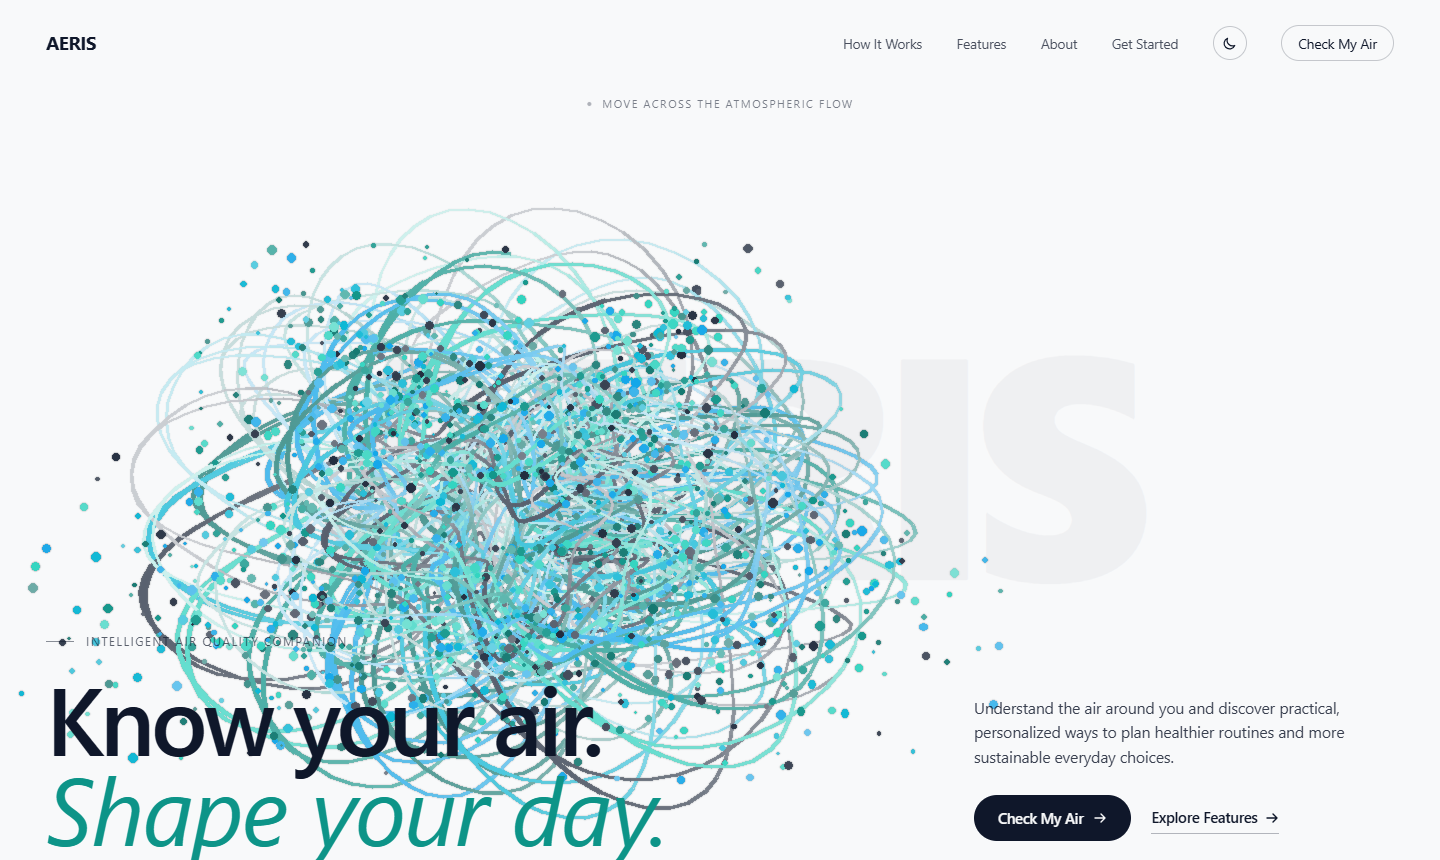 AERIS
How It Works
Features
About
Get Started
Check My Air
MOVE ACROSS THE ATMOSPHERIC FLOW
RIS
INTELLIGENT AIR QUALITY COMPANION
Know your air.
Shape your day.
Understand the air around you and discover practical,
personalized ways to plan healthier routines and more
sustainable everyday choices.
Check My Air →
Explore Features →